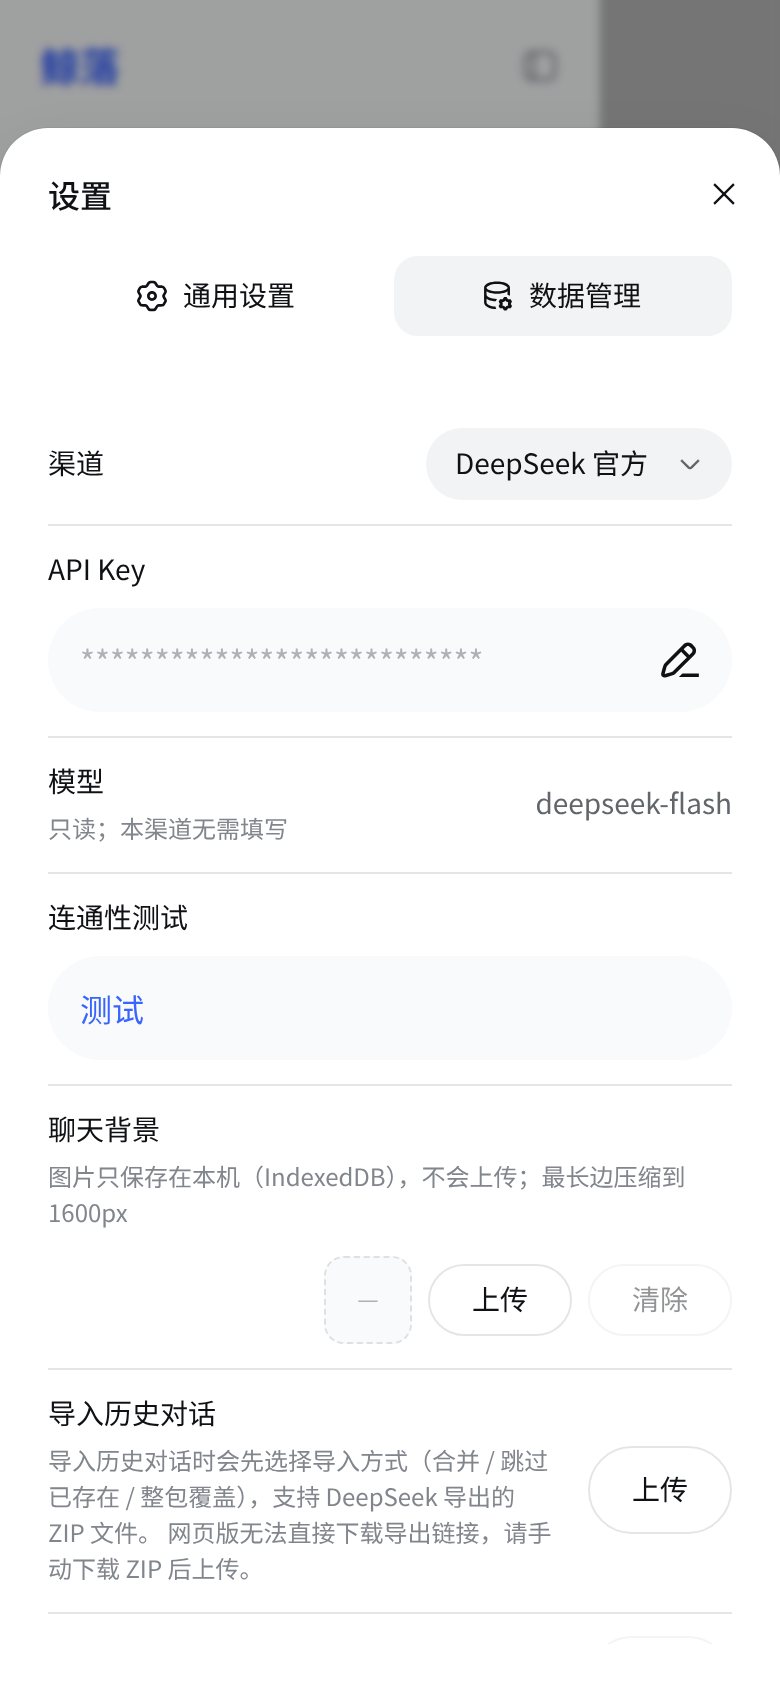 鲸落
设置
通用设置
数据管理
渠道
DeepSeek 官方
API Key
***************************
模型
只读；本渠道无需填写
deepseek-flash
连通性测试
测试
聊天背景
图片只保存在本机（IndexedDB），不会上传；最长边压缩到
1600px
—
上传
清除
导入历史对话
导入历史对话时会先选择导入方式（合并 / 跳过
已存在 / 整包覆盖），支持 DeepSeek 导出的
ZIP 文件。 网页版无法直接下载导出链接，请手
动下载 ZIP 后上传。
上传